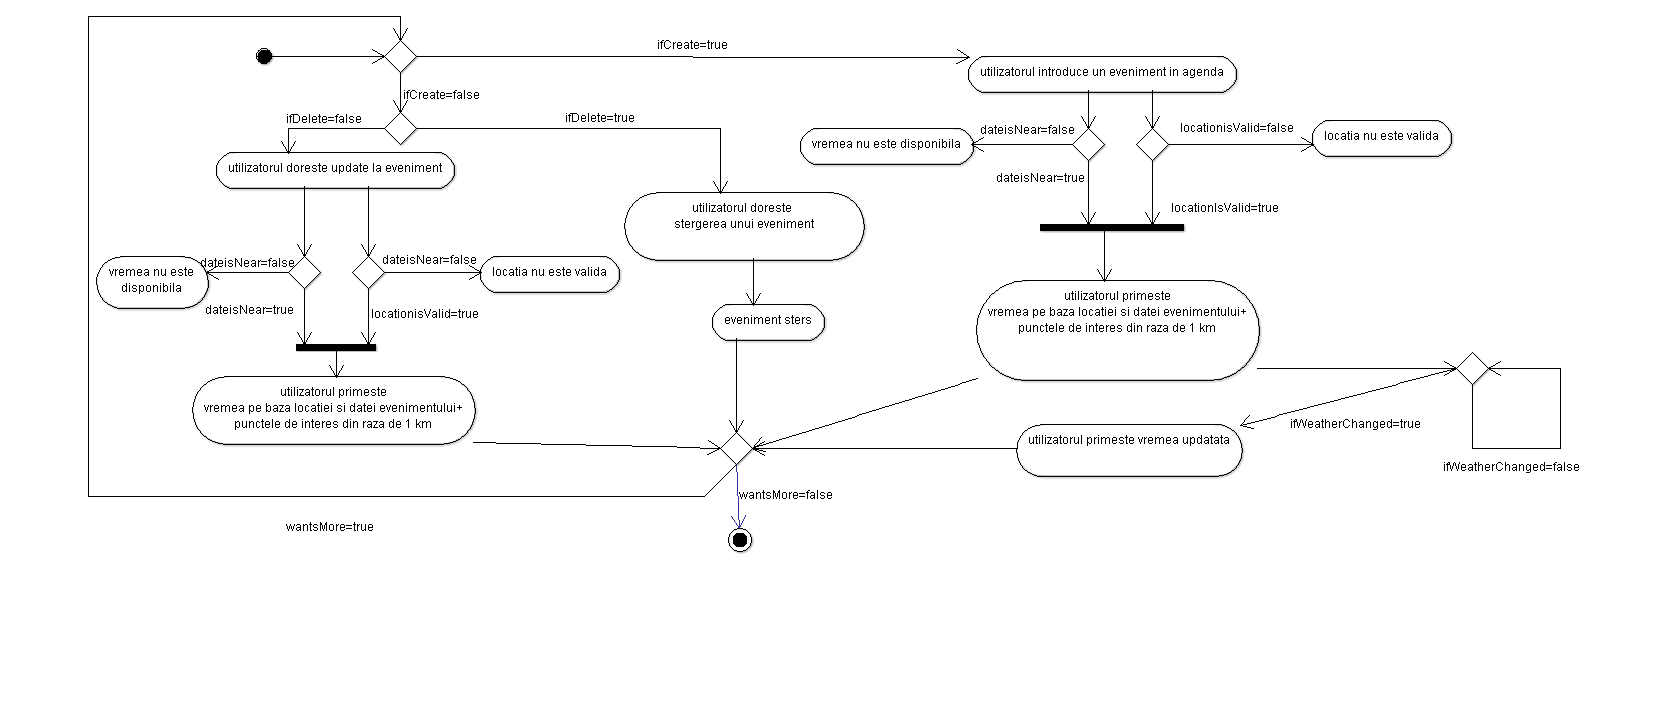 ifCreate=true
utilizatorul introduce un eveniment in agenda
ifCreate=false
ifDelete=false
ifDelete=true
dateisNear=false
locationisValid=false
vremea nu este disponibila
locatia nu este valida
utilizatorul doreste update la eveniment
dateisNear=true
utilizatorul doreste
stergerea unui eveniment
locationIsValid=true
dateisNear=false
dateisNear=false
vremea nu este
disponibila
locatia nu este valida
dateisNear=true
locationisValid=true
eveniment sters
utilizatorul primeste
vremea pe baza locatiei si datei evenimentului+
punctele de interes din raza de 1 km
utilizatorul primeste
vremea pe baza locatiei si datei evenimentului+
punctele de interes din raza de 1 km
ifWeatherChanged=true
utilizatorul primeste vremea updatata
ifWeatherChanged=false
wantsMore=false
wantsMore=true